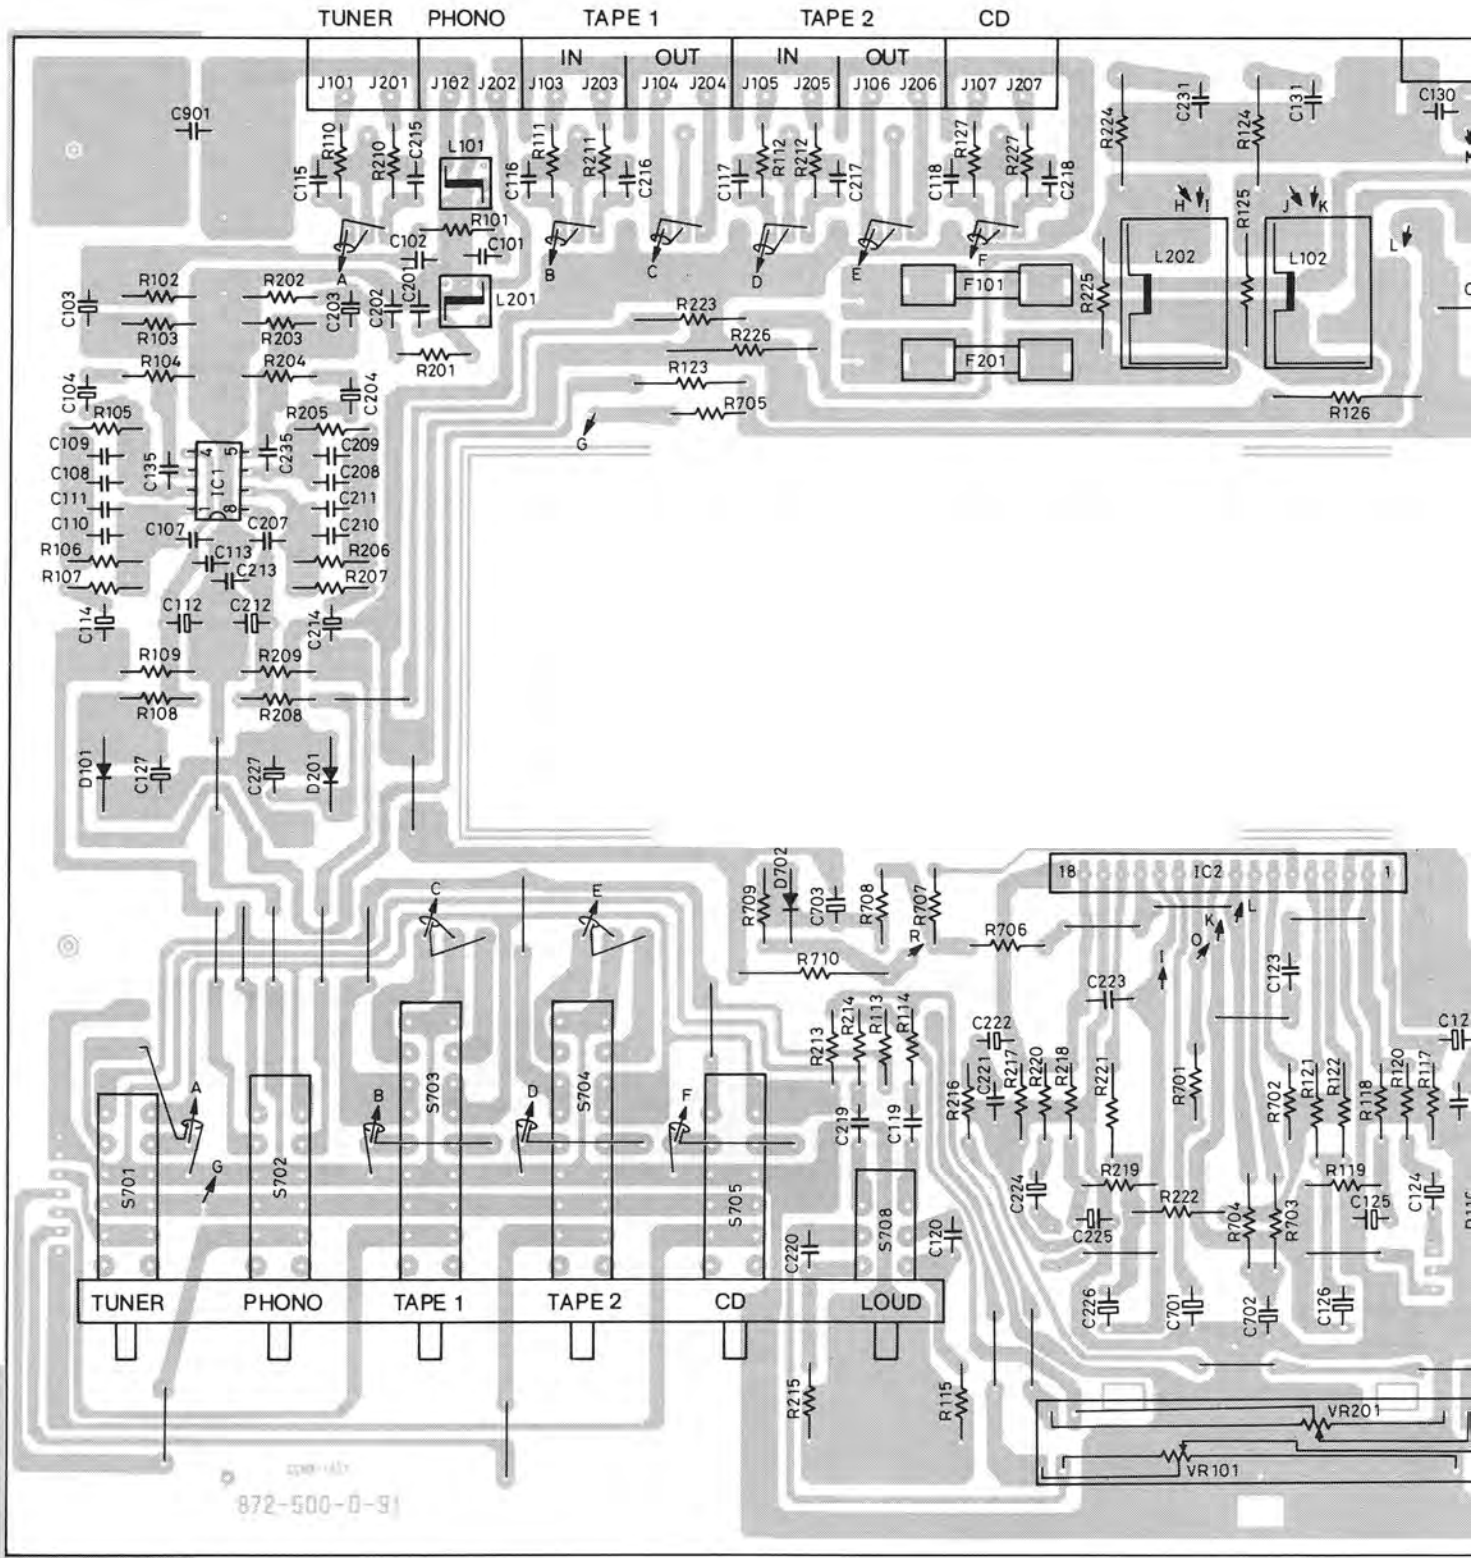 TUNER PHONO TAPE 1 TAPE 2 CD
IN OUT IN OUT
J101 J201 J102 J202 J103 J203 J104 J204 J105 J205 J106 J206 J107 J207
C901 R110 R210 C215 L101 R111 R211 R112 R212 R127 R227 R224 C231 R124 C131 C130
C115 C116 C216 C117 C217 C118 C218
R101 H I R125 J K
C102 C101 L202 L102 L
A B C D E F
R102 R202 C201 L201 F101 R225
C103 C203 C202 R223
R103 R203
R104 R204 R201 R226 F201
C104 C204 R123
R105 R205 R705 R126
C109 C135 4 5 C235 C209 G
C108 IC1 C208
C111 8 C211
C110 C107 C207 C210
R106 C113 R206
R107 C213 R207
C114 C112 C212 C214
R109 R209
R108 R208
D101 C127 C227 D201
18 IC2 1
C E R709 D702 C703 R708 R707
R R706 K L
R710 O
I C223 C123
R213 R214 R113 R114 C222 C12
S703 S704 R216 C221 R217 R220 R218 R221 R701 R702 R121 R122 R118 R120 R117
A B D F C219 C119
S701 G S702 S705 S708 C224 R219 R119 C124
R222 R704 R703 C125
C220 C120 C225
TUNER PHONO TAPE 1 TAPE 2 CD LOUD
C226 C701 C702 C126
R215 R115 VR201
VR101
872-500-D-91